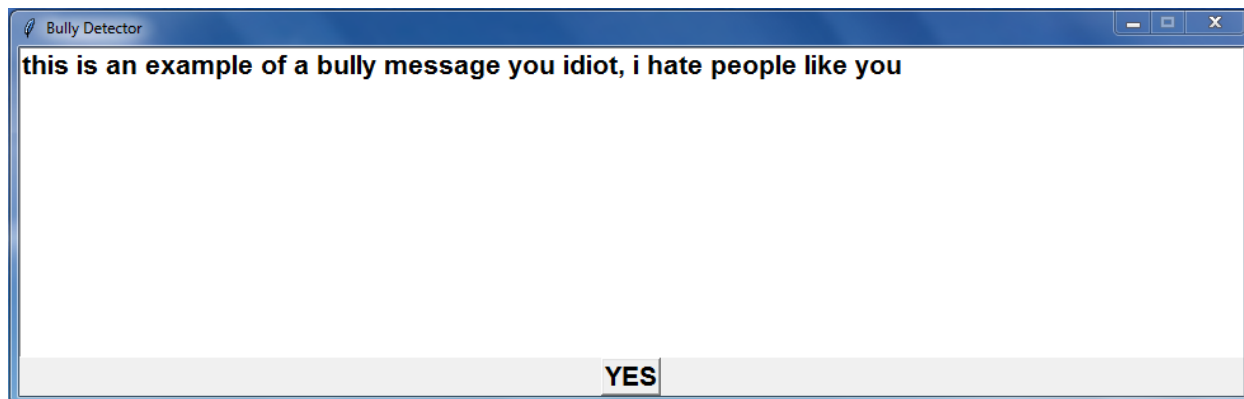 Bully Detector
this is an example of a bully message you idiot, i hate people like you
YES